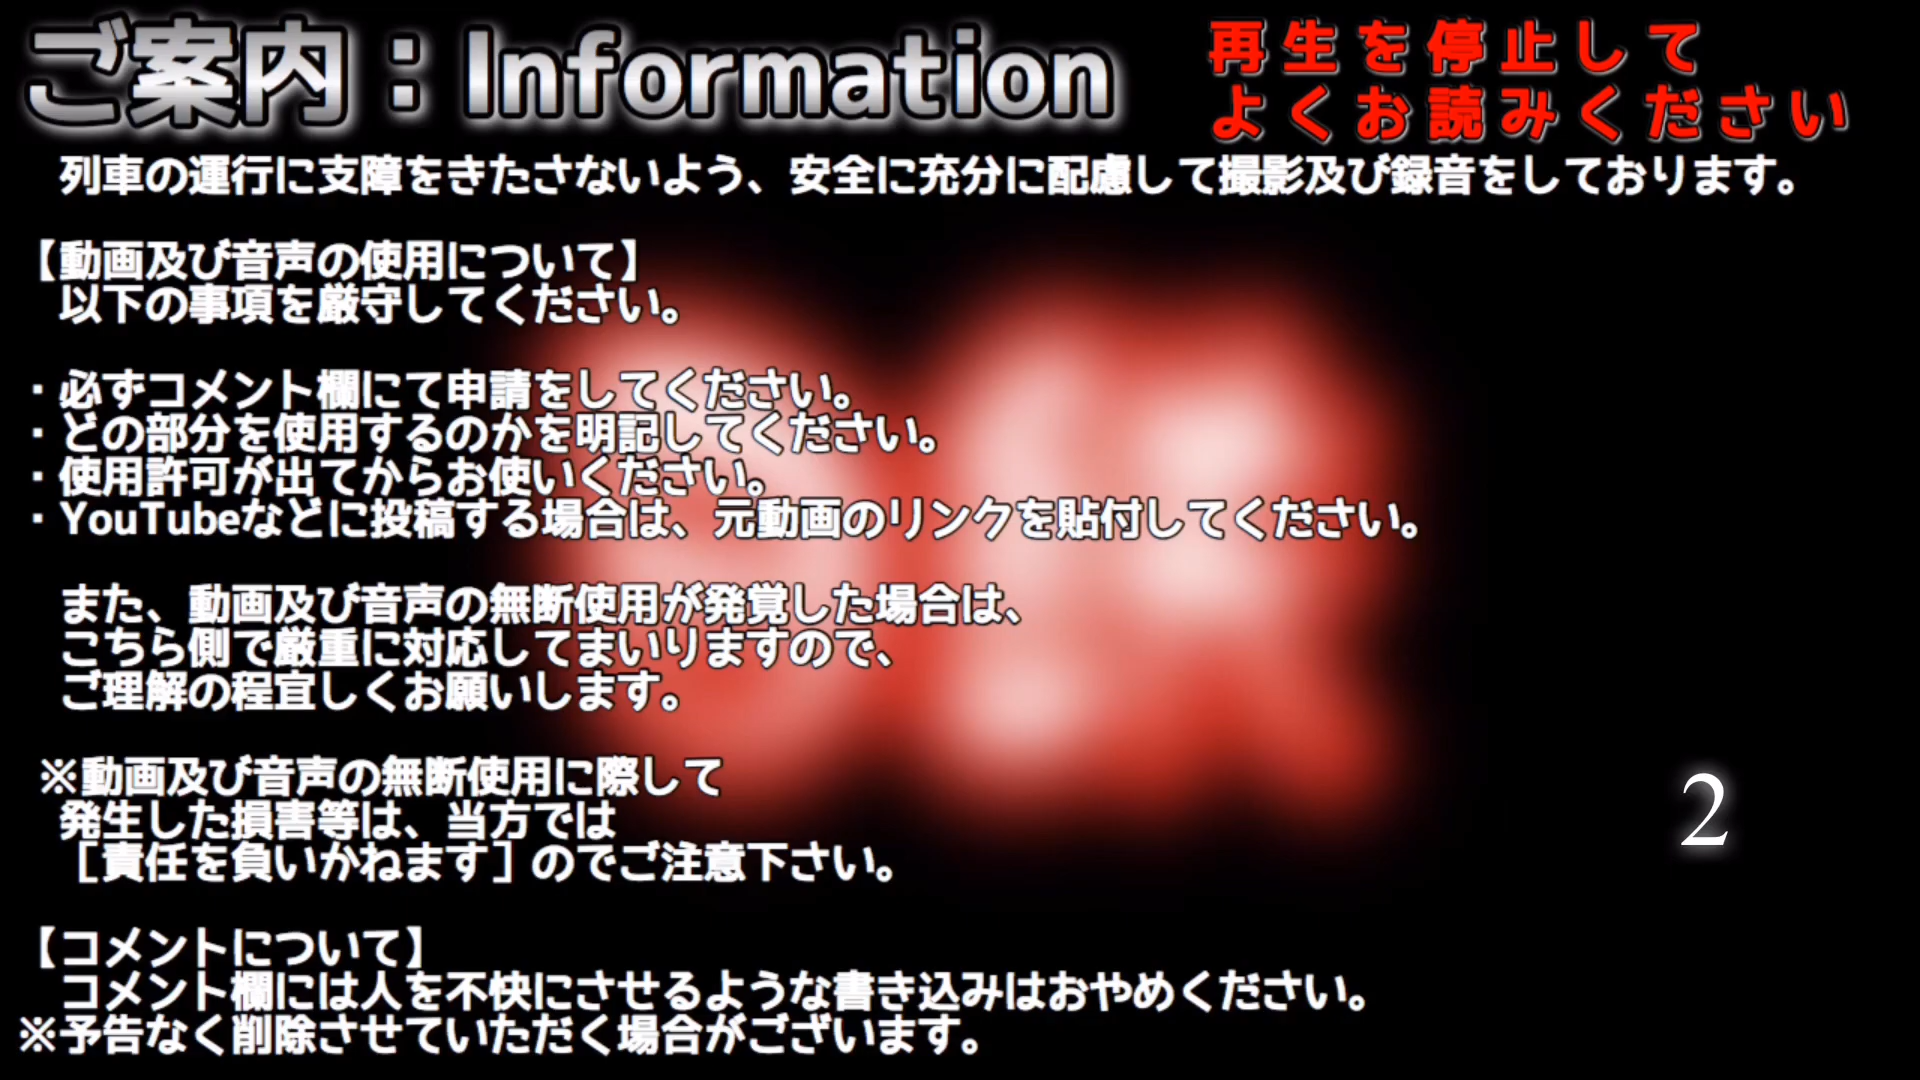 ご案内：Information
再生を停止して
よくお読みください
列車の運行に支障をきたさないよう、安全に充分に配慮して撮影及び録音をしております。
【動画及び音声の使用について】
以下の事項を厳守してください。
・必ずコメント欄にて申請をしてください。
・どの部分を使用するのかを明記してください。
・使用許可が出てからお使いください。
・YouTubeなどに投稿する場合は、元動画のリンクを貼付してください。
また、動画及び音声の無断使用が発覚した場合は、
こちら側で厳重に対応してまいりますので、
ご理解の程宜しくお願いします。
※動画及び音声の無断使用に際して
発生した損害等は、当方では
［責任を負いかねます］のでご注意下さい。
2
【コメントについて】
コメント欄には人を不快にさせるような書き込みはおやめください。
※予告なく削除させていただく場合がございます。